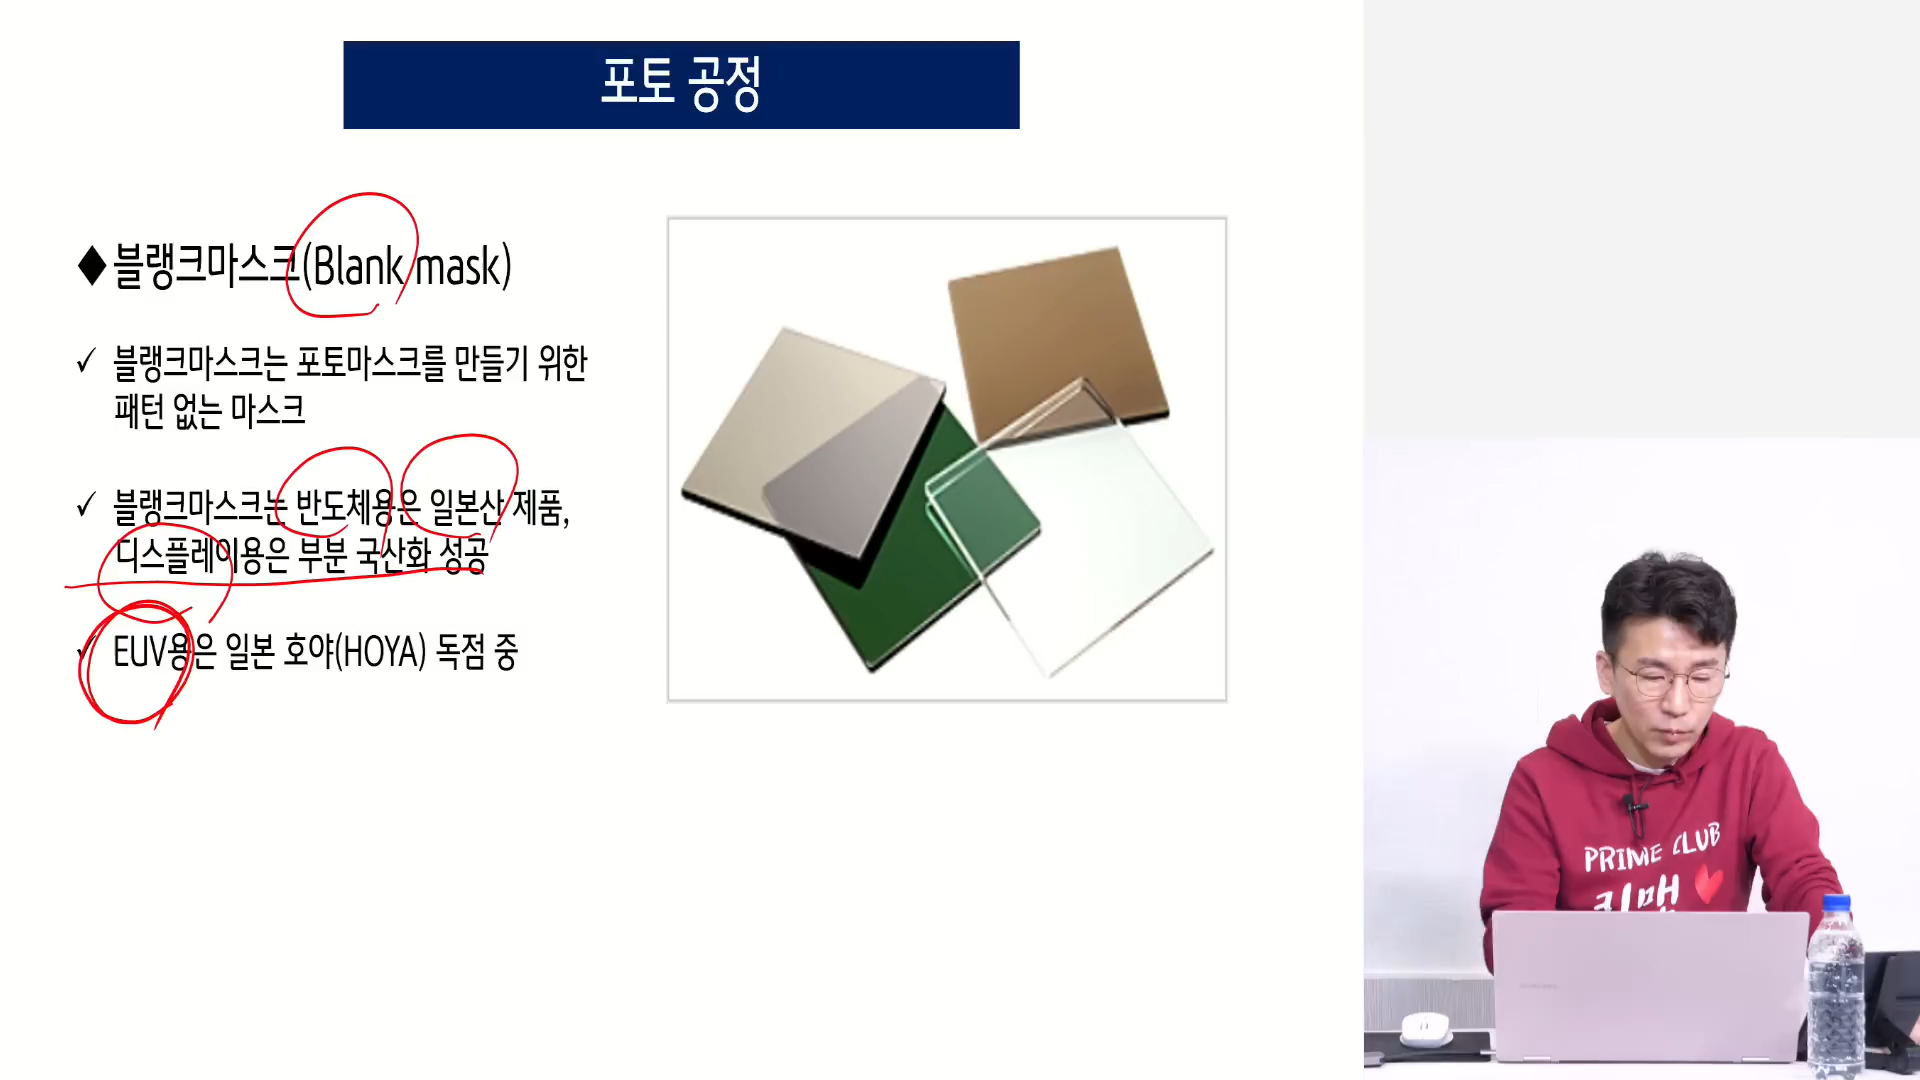 포토 공정
◆블랭크마스크(Blank mask)
✓ 블랭크마스크는 포토마스크를 만들기 위한
패턴 없는 마스크
✓ 블랭크마스크는 반도체용은 일본산 제품,
디스플레이용은 부분 국산화 성공
✓ EUV용은 일본 호야(HOYA) 독점 중
PRIME CLUB